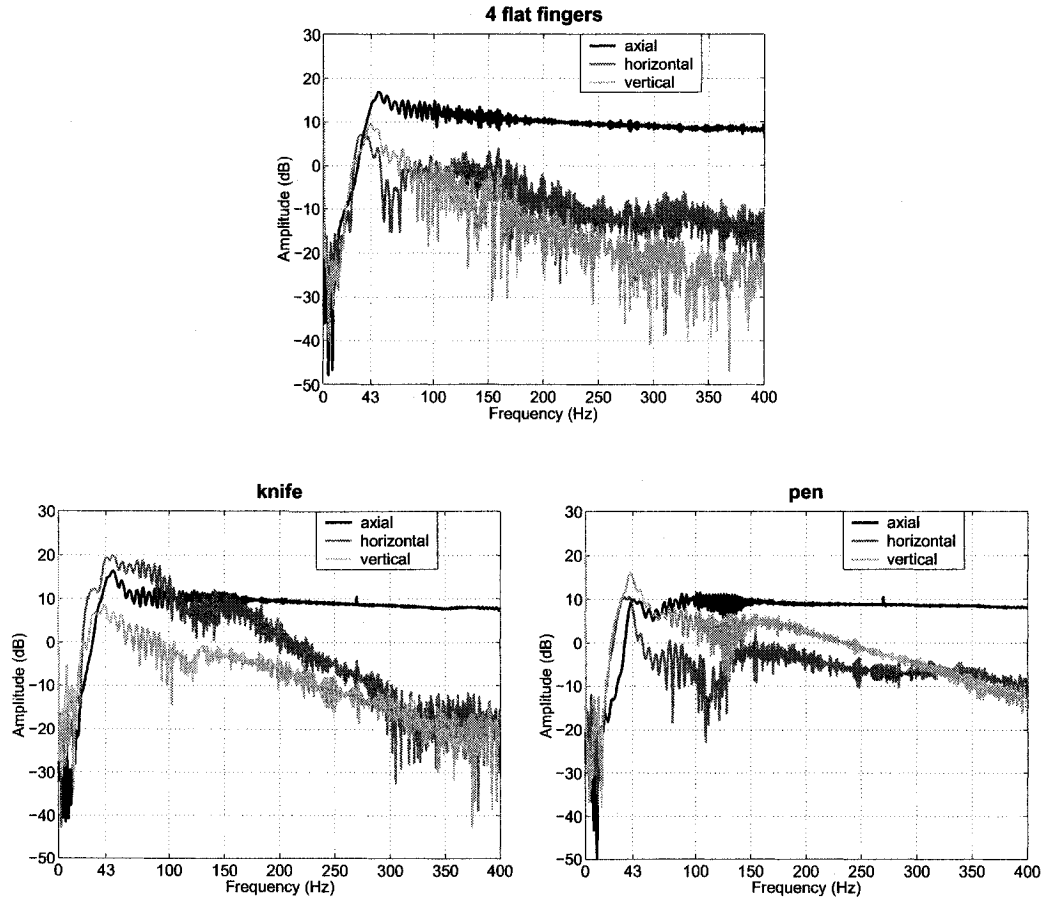 4 flat fingers
axial
horizontal
vertical
30
20
10
0
−10
−20
−30
−40
−50
Amplitude (dB)
0 43 100 150 200 250 300 350 400
Frequency (Hz)
knife
axial
horizontal
vertical
30
20
10
0
−10
−20
−30
−40
−50
Amplitude (dB)
0 43 100 150 200 250 300 350 400
Frequency (Hz)
pen
axial
horizontal
vertical
30
20
10
0
−10
−20
−30
−40
−50
Amplitude (dB)
0 43 100 150 200 250 300 350 400
Frequency (Hz)